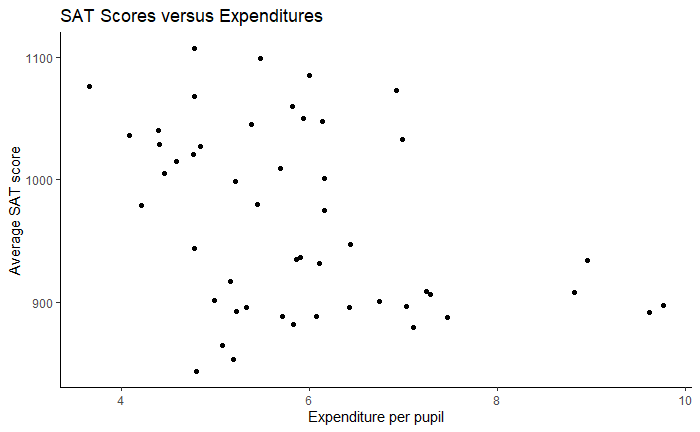 SAT Scores versus Expenditures
1100
1000
900
Average SAT score
4 6 8 10
Expenditure per pupil